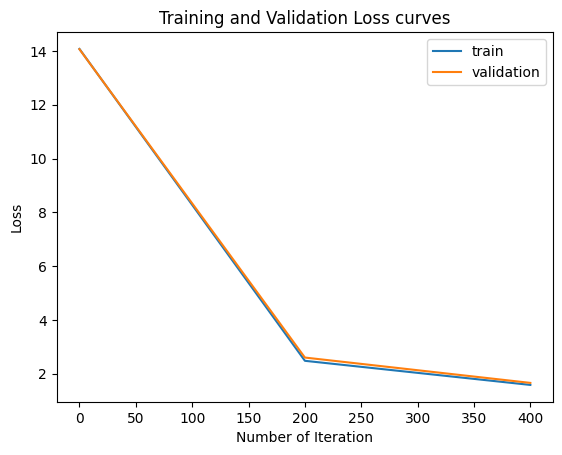 Training and Validation Loss curves
train
validation
14
12
10
8
6
4
2
Loss
0 50 100 150 200 250 300 350 400
Number of Iteration